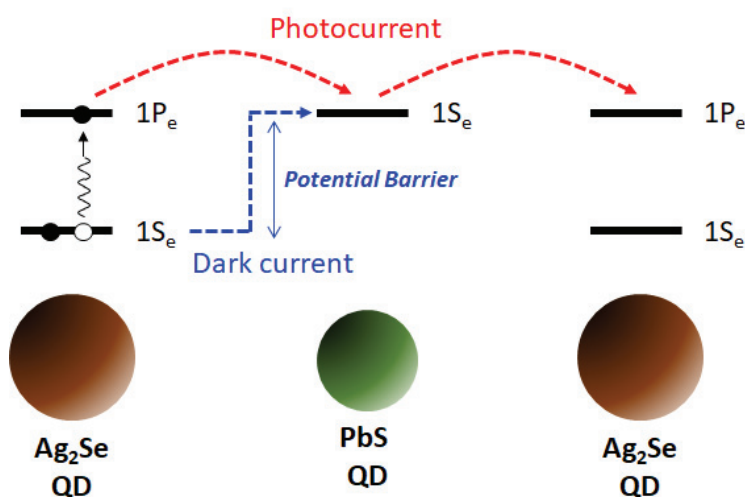 Photocurrent
1Pₑ
1Sₑ
1Pₑ
Potential Barrier
1Sₑ
Dark current
1Sₑ
Ag₂Se
QD
PbS
QD
Ag₂Se
QD